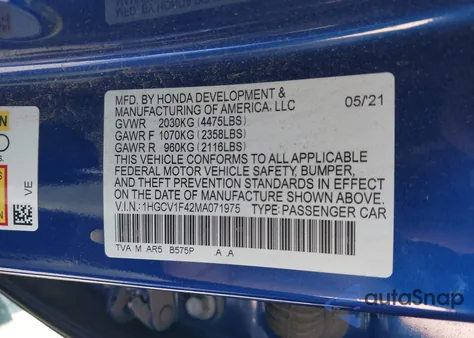 MFD. BY HONDA DEVELOPMENT &
MANUFACTURING OF AMERICA, LLC
05/'21
GVWR 2030KG (4475LBS)
GAWR F 1070KG (2358LBS)
GAWR R 960KG (2116LBS)
THIS VEHICLE CONFORMS TO ALL APPLICABLE
FEDERAL MOTOR VEHICLE SAFETY, BUMPER,
AND THEFT PREVENTION STANDARDS IN EFFECT
ON THE DATE OF MANUFACTURE SHOWN ABOVE.
V.I.N.:1HGCV1F42MA071975 TYPE:PASSENGER CAR
TVA M AR5 B575P .A .A
VE
autoSnap